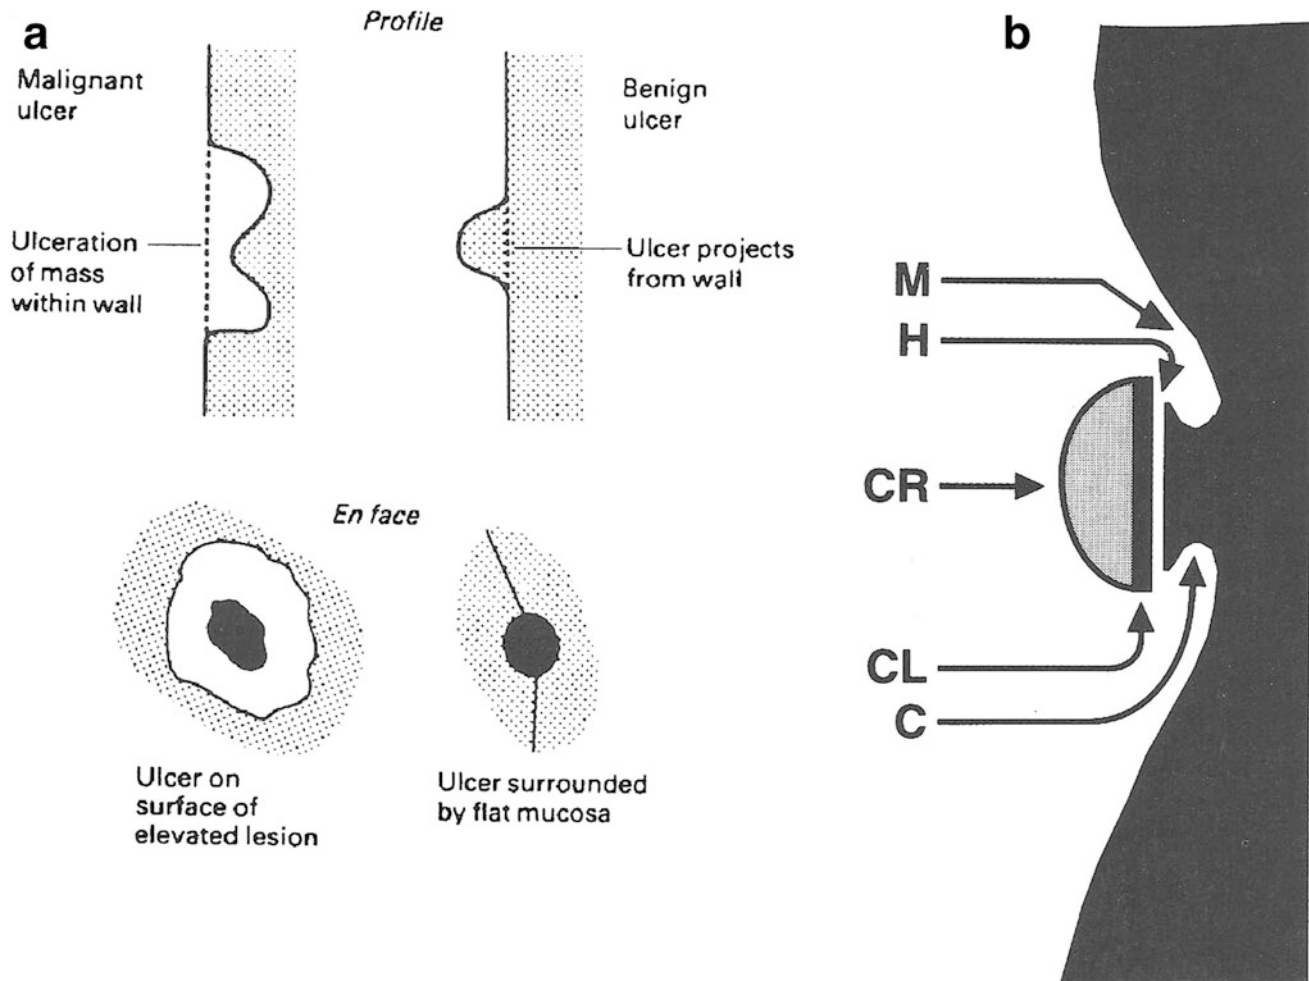 a
Profile
b
Malignant
ulcer
Benign
ulcer
Ulceration
of mass
within wall
Ulcer projects
from wall
M
H
CR
CL
C
En face
Ulcer on
surface of
elevated lesion
Ulcer surrounded
by flat mucosa